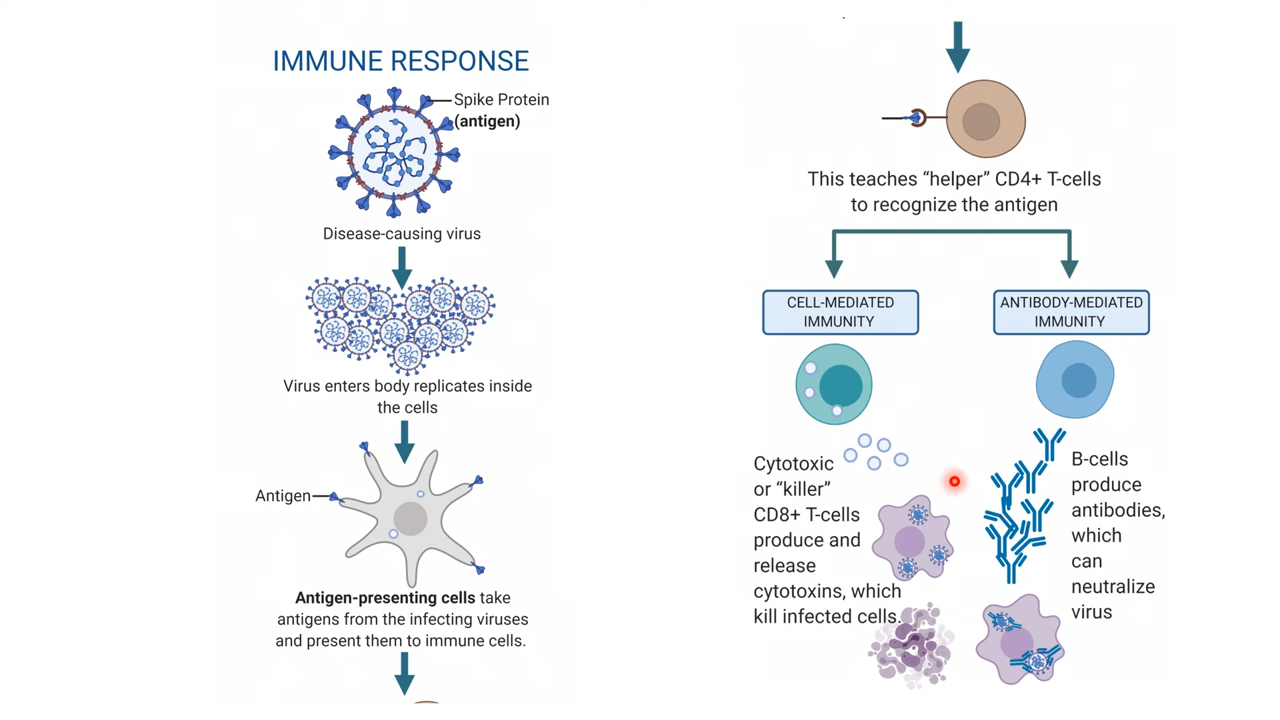 IMMUNE RESPONSE
Spike Protein
(antigen)
Disease-causing virus
Virus enters body replicates inside
the cells
Antigen
Antigen-presenting cells take
antigens from the infecting viruses
and present them to immune cells.
This teaches “helper” CD4+ T-cells
to recognize the antigen
CELL-MEDIATED
IMMUNITY
Cytotoxic
or “killer”
CD8+ T-cells
produce and
release
cytotoxins, which
kill infected cells.
ANTIBODY-MEDIATED
IMMUNITY
B-cells
produce
antibodies,
which
can
neutralize
virus